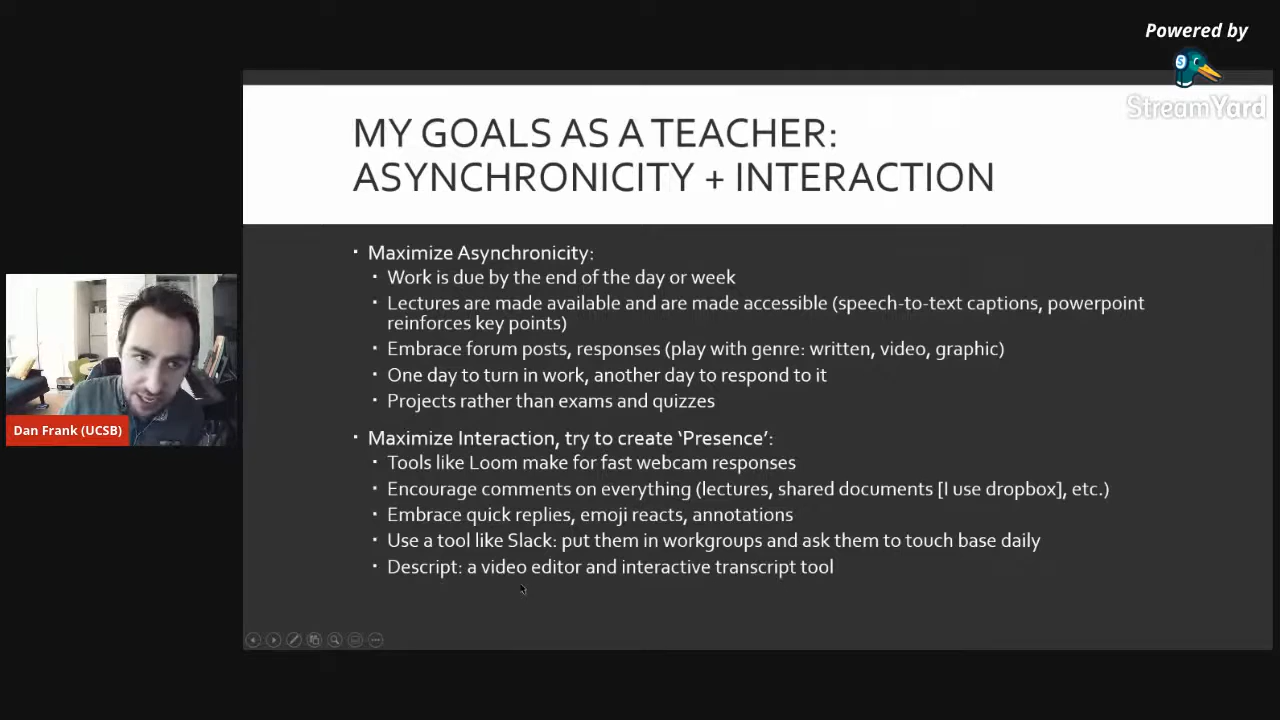 Powered by
StreamYard
MY GOALS AS A TEACHER:
ASYNCHRONICITY + INTERACTION
Maximize Asynchronicity:
Work is due by the end of the day or week
Lectures are made available and are made accessible (speech-to-text captions, powerpoint
reinforces key points)
Embrace forum posts, responses (play with genre: written, video, graphic)
One day to turn in work, another day to respond to it
Projects rather than exams and quizzes
Maximize Interaction, try to create ‘Presence’:
Tools like Loom make for fast webcam responses
Encourage comments on everything (lectures, shared documents [I use dropbox], etc.)
Embrace quick replies, emoji reacts, annotations
Use a tool like Slack: put them in workgroups and ask them to touch base daily
Descript: a video editor and interactive transcript tool
Dan Frank (UCSB)